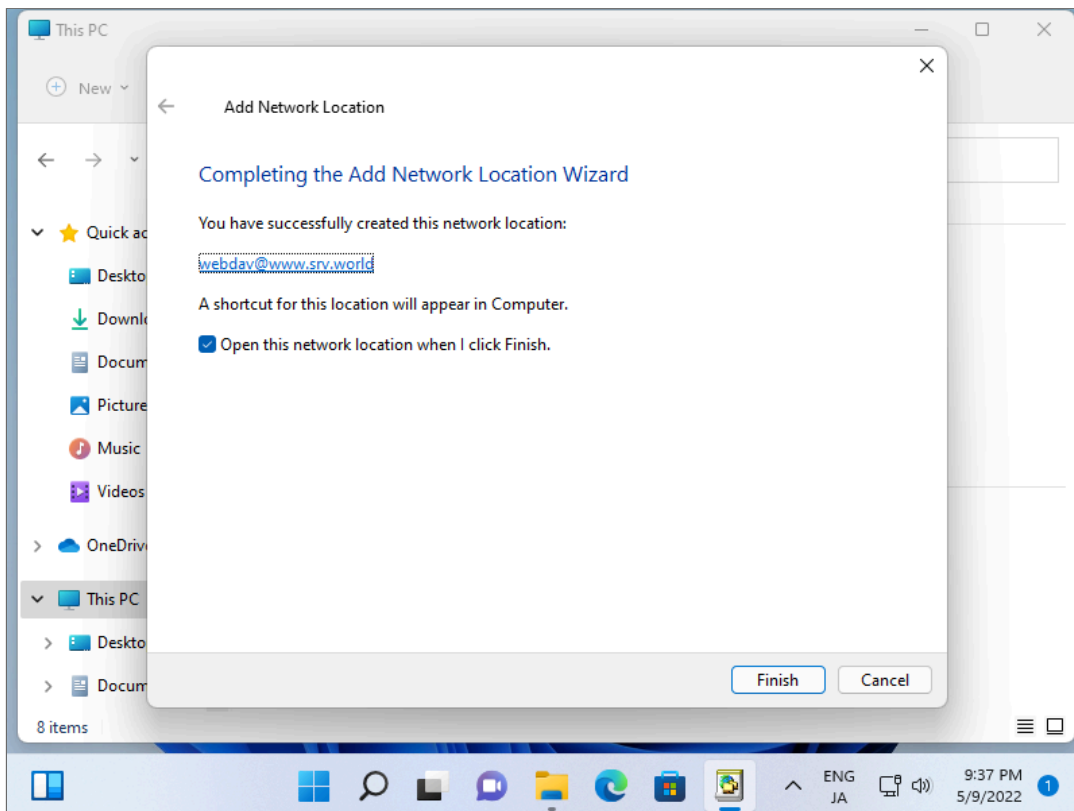 This PC
New
Add Network Location
Completing the Add Network Location Wizard
You have successfully created this network location:
webdav@www.srv.world
A shortcut for this location will appear in Computer.
Open this network location when I click Finish.
Quick ac
Deskto
Downlo
Docum
Picture
Music
Videos
OneDriv
This PC
Deskto
Docum
Finish
Cancel
8 items
ENG
JA
9:37 PM
5/9/2022
1